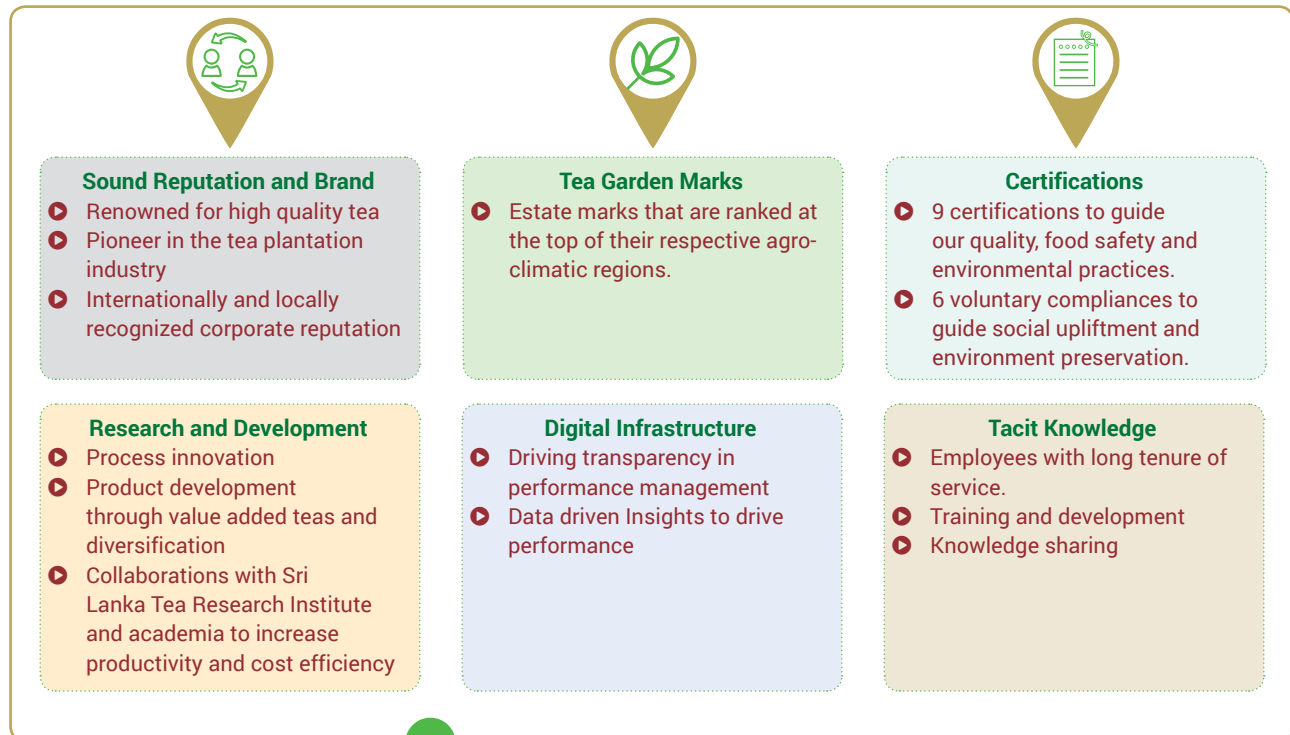 Sound Reputation and Brand
Renowned for high quality tea
Pioneer in the tea plantation
industry
Internationally and locally
recognized corporate reputation
Tea Garden Marks
Estate marks that are ranked at
the top of their respective agro-
climatic regions.
Certifications
9 certifications to guide
our quality, food safety and
environmental practices.
6 voluntary compliances to
guide social upliftment and
environment preservation.
Research and Development
Process innovation
Product development
through value added teas and
diversification
Collaborations with Sri
Lanka Tea Research Institute
and academia to increase
productivity and cost efficiency
Digital Infrastructure
Driving transparency in
performance management
Data driven Insights to drive
performance
Tacit Knowledge
Employees with long tenure of
service.
Training and development
Knowledge sharing